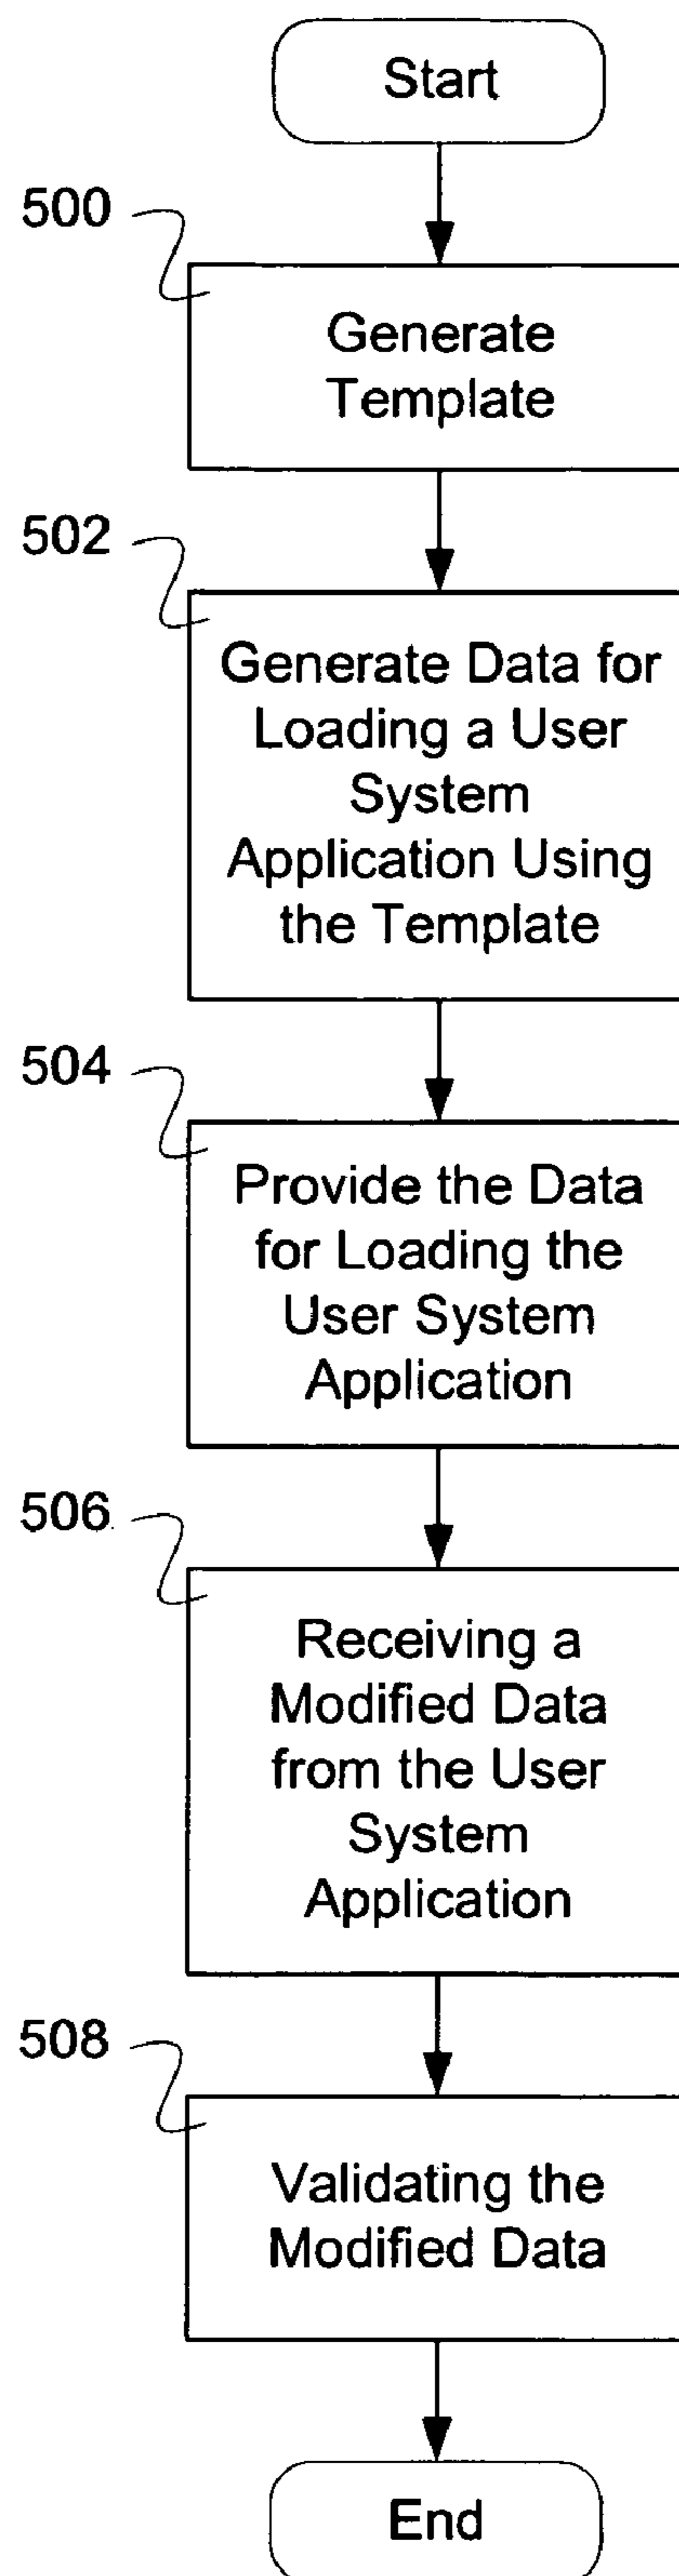 Start
500
Generate
Template
502
Generate Data for
Loading a User
System
Application Using
the Template
504
Provide the Data
for Loading the
User System
Application
506
Receiving a
Modified Data
from the User
System
Application
508
Validating the
Modified Data
End